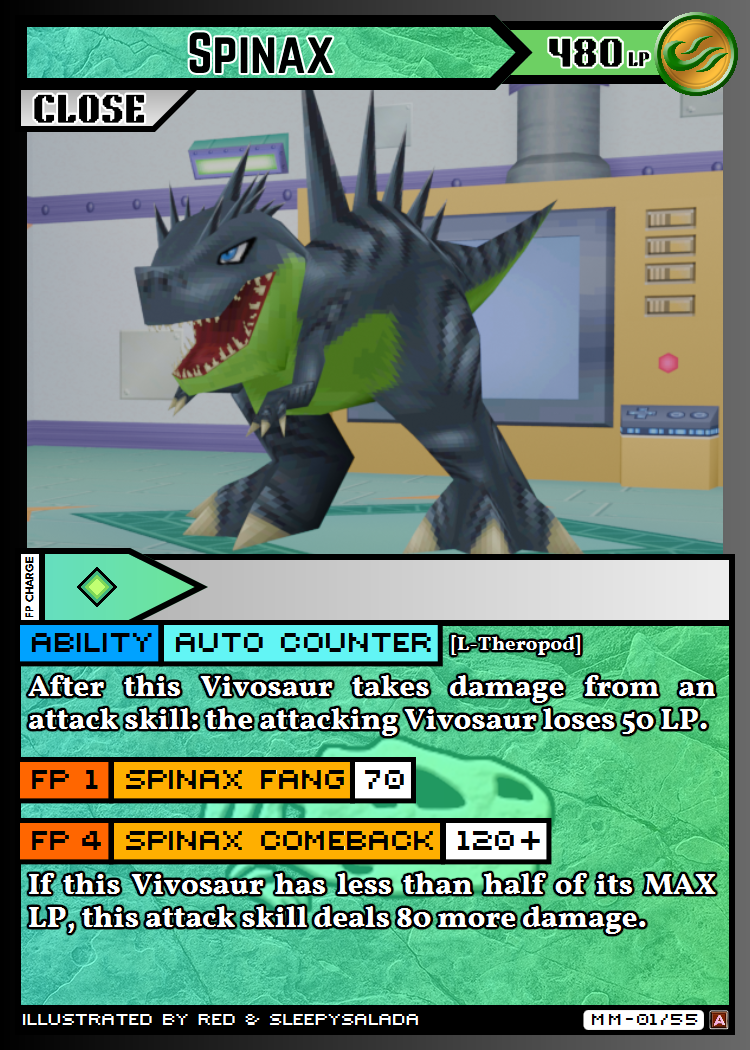 SPINAX
480 LP
CLOSE
FP CHARGE
ABILITY AUTO COUNTER [L-Theropod]
After this Vivosaur takes damage from an
attack skill: the attacking Vivosaur loses 50 LP.
FP 1 SPINAX FANG 70
FP 4 SPINAX COMEBACK 120+
If this Vivosaur has less than half of its MAX
LP, this attack skill deals 80 more damage.
ILLUSTRATED BY RED & SLEEPYSALADA
MM-01/55 A